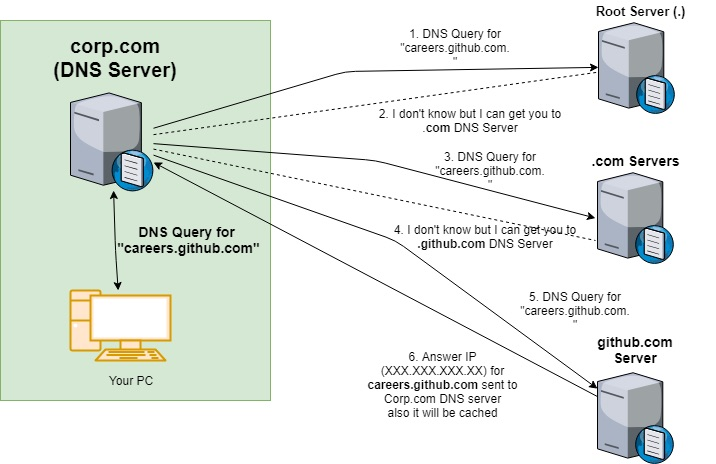 Root Server (.)
corp.com
(DNS Server)
1. DNS Query for
"careers.github.com.
"
2. I don't know but I can get you to
.com DNS Server
3. DNS Query for
"careers.github.com.
"
.com Servers
4. I don't know but I can get you to
.github.com DNS Server
DNS Query for
"careers.github.com"
5. DNS Query for
"careers.github.com.
"
github.com
Server
6. Answer IP
(XXX.XXX.XXX.XX) for
careers.github.com sent to
Corp.com DNS server
also it will be cached
Your PC